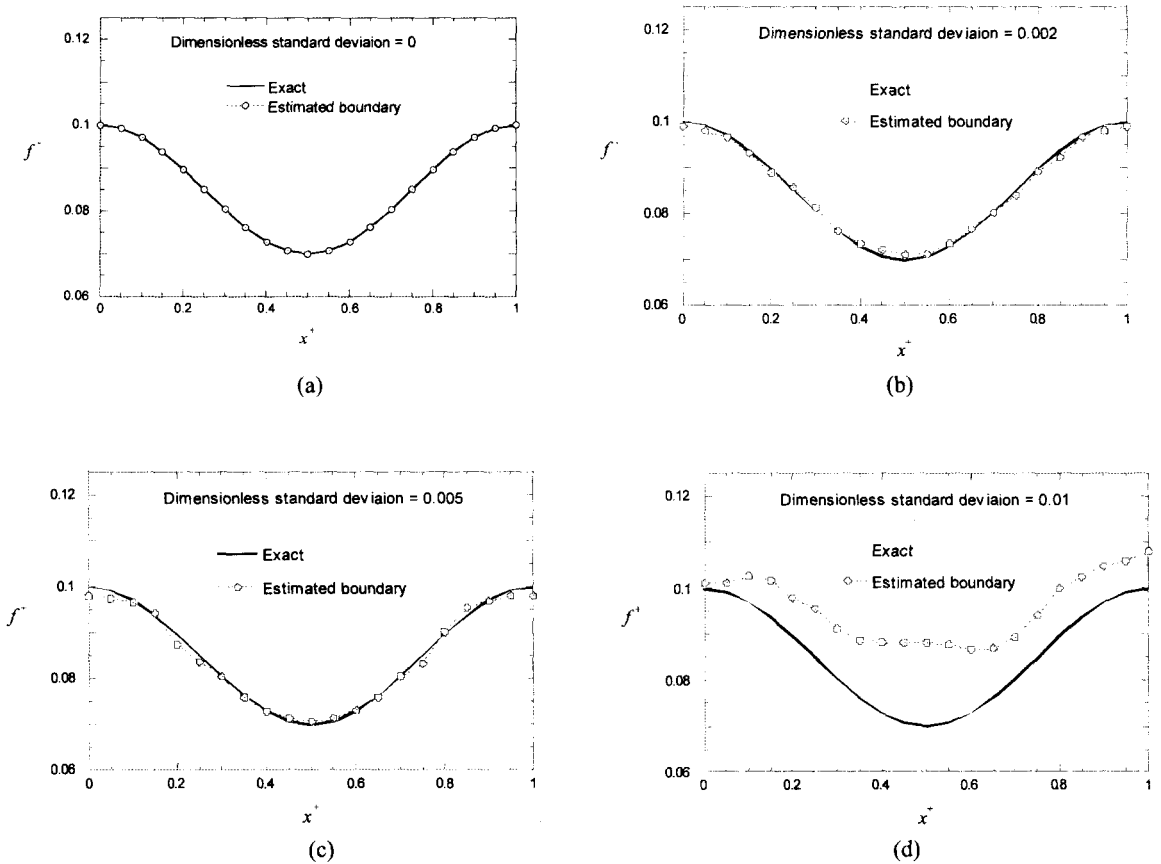 0.12
Dimensionless standard deviaion = 0
Exact
Estimated boundary
0.1
f⁻
0.08
0.06
0 0.2 0.4 0.6 0.8 1
x⁺
(a)
0.12
Dimensionless standard deviaion = 0.002
Exact
Estimated boundary
0.1
f⁻
0.08
0.06
0 0.2 0.4 0.6 0.8 1
x⁺
(b)
0.12
Dimensionless standard deviaion = 0.005
Exact
Estimated boundary
0.1
f⁺
0.08
0.06
0 0.2 0.4 0.6 0.8 1
x⁺
(c)
0.12
Dimensionless standard deviaion = 0.01
Exact
Estimated boundary
0.1
f⁺
0.08
0.06
0 0.2 0.4 0.6 0.8 1
x⁺
(d)